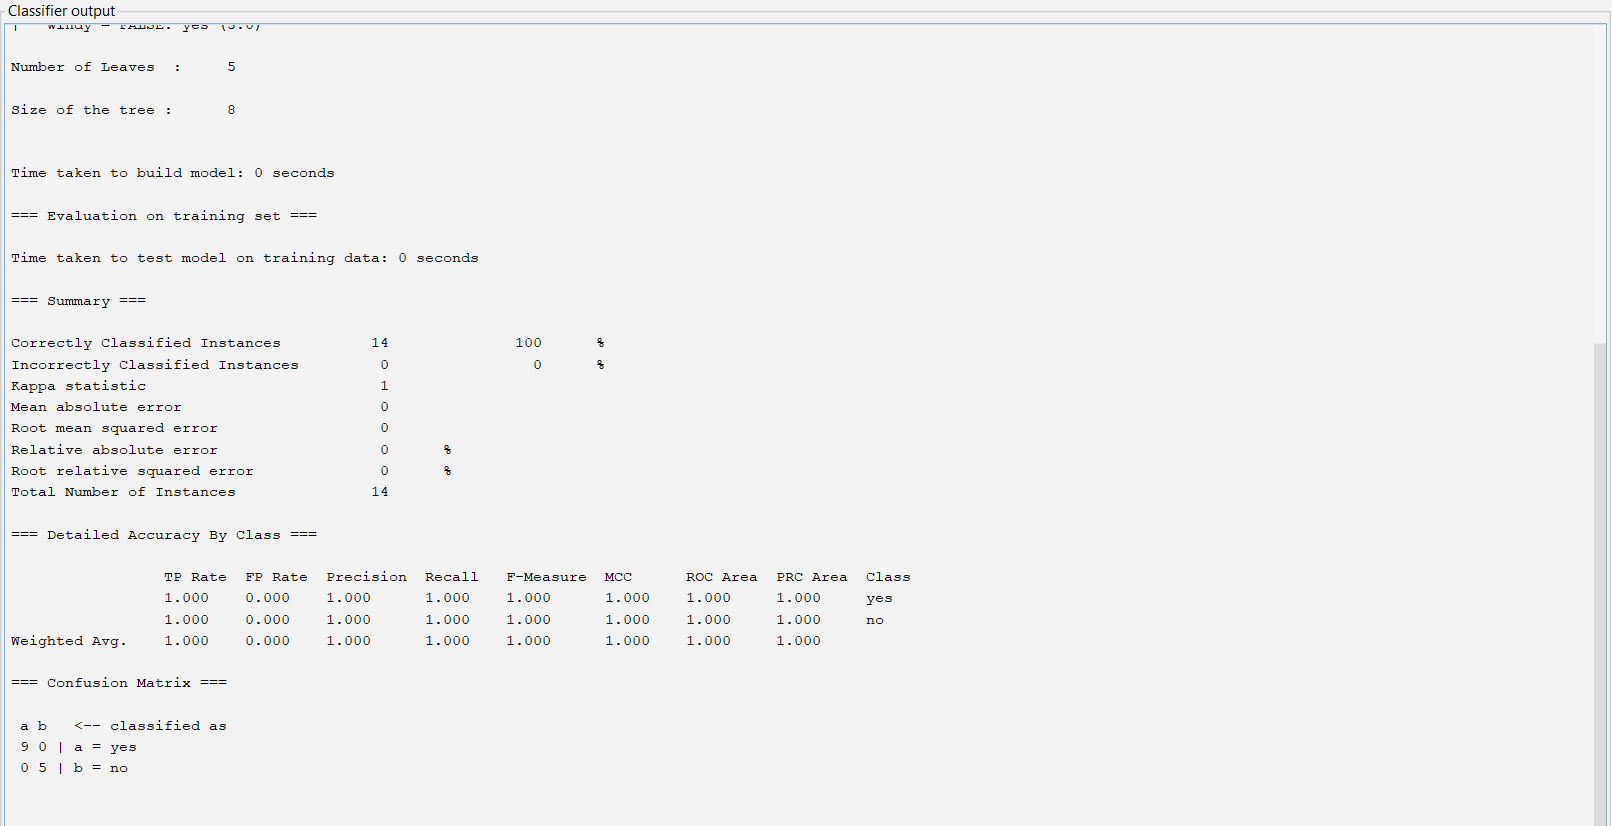 Classifier output
| windy = FALSE: yes (3.0)
Number of Leaves  :      5
Size of the tree :      8
Time taken to build model: 0 seconds
=== Evaluation on training set ===
Time taken to test model on training data: 0 seconds
=== Summary ===
Correctly Classified Instances          14              100      %
Incorrectly Classified Instances         0                0      %
Kappa statistic                          1
Mean absolute error                      0
Root mean squared error                  0
Relative absolute error                  0      %
Root relative squared error              0      %
Total Number of Instances               14
=== Detailed Accuracy By Class ===
TP Rate  FP Rate  Precision  Recall   F-Measure  MCC      ROC Area  PRC Area  Class
1.000    0.000    1.000      1.000    1.000      1.000    1.000     1.000     yes
1.000    0.000    1.000      1.000    1.000      1.000    1.000     1.000     no
Weighted Avg.    1.000    0.000    1.000      1.000    1.000      1.000    1.000     1.000
=== Confusion Matrix ===
a b   <-- classified as
9 0 | a = yes
0 5 | b = no